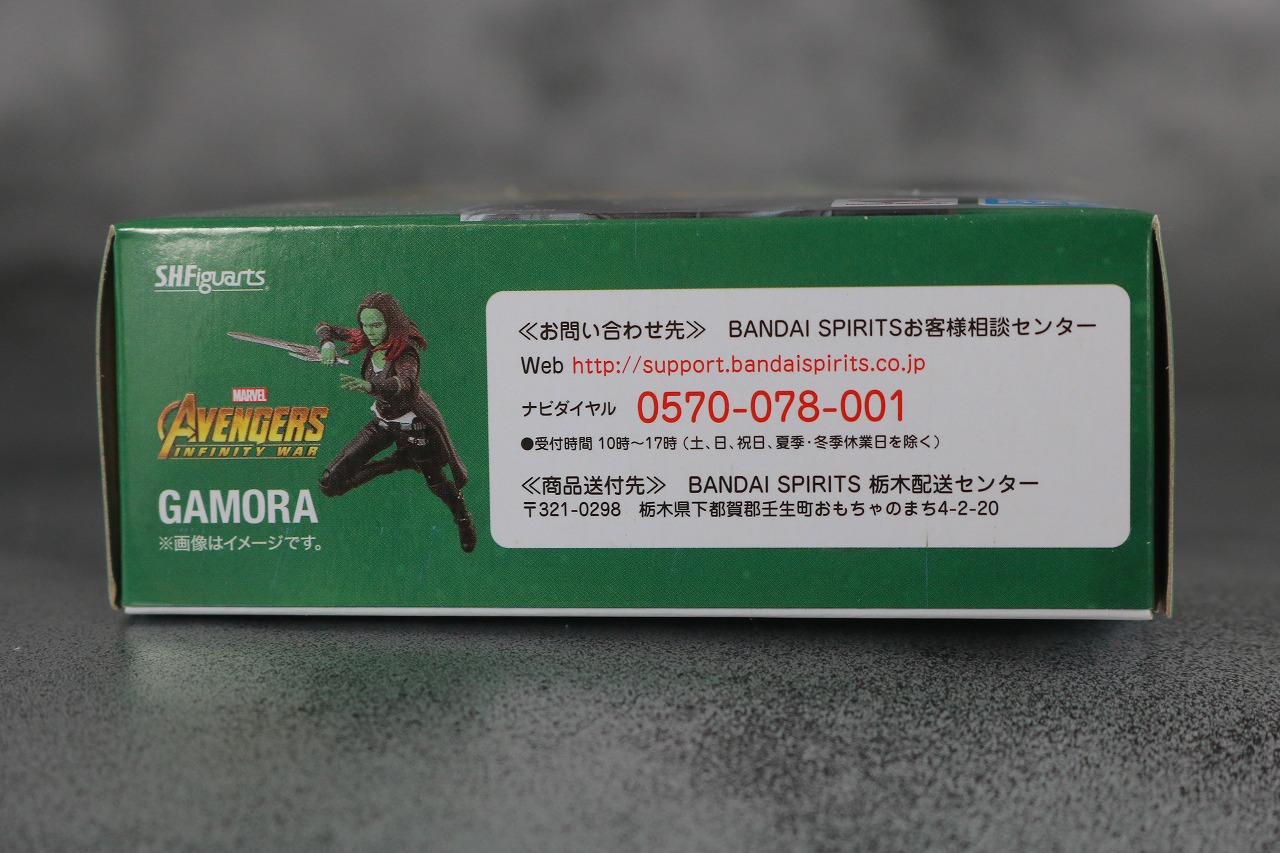 S.H.Figuarts
MARVEL
AVENGERS
INFINITY WAR
GAMORA
※画像はイメージです。
≪お問い合わせ先≫ BANDAI SPIRITSお客様相談センター
Web http://support.bandaispirits.co.jp
ナビダイヤル 0570-078-001
●受付時間 10時～17時（土、日、祝日、夏季・冬季休業日を除く）
≪商品送付先≫ BANDAI SPIRITS 栃木配送センター
〒321-0298 栃木県下都賀郡壬生町おもちゃのまち4-2-20